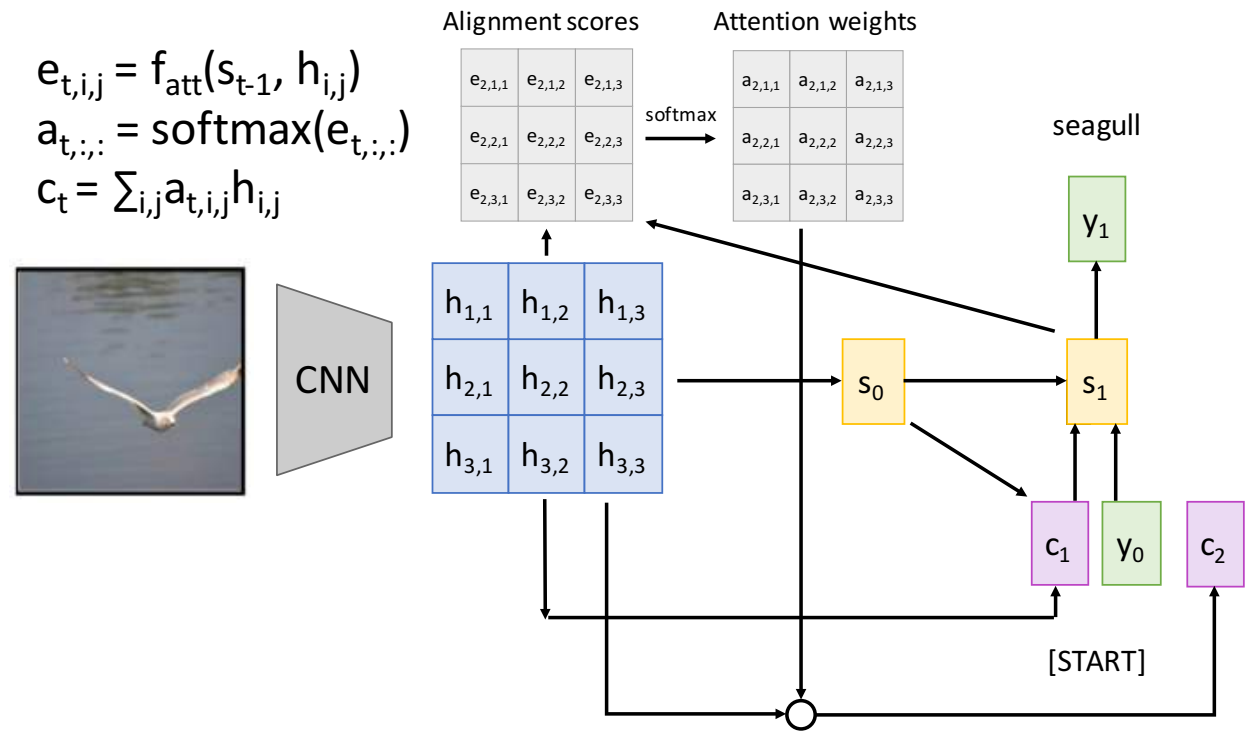 Alignment scores
Attention weights
e_{t,i,j} = f_{att}(s_{t-1}, h_{i,j})
a_{t,:,:} = softmax(e_{t,:,:})
c_t = ∑_{i,j}a_{t,i,j}h_{i,j}
e_{2,1,1} e_{2,1,2} e_{2,1,3}
e_{2,2,1} e_{2,2,2} e_{2,2,3}
e_{2,3,1} e_{2,3,2} e_{2,3,3}
softmax
a_{2,1,1} a_{2,1,2} a_{2,1,3}
a_{2,2,1} a_{2,2,2} a_{2,2,3}
a_{2,3,1} a_{2,3,2} a_{2,3,3}
seagull
y_1
CNN
h_{1,1} h_{1,2} h_{1,3}
h_{2,1} h_{2,2} h_{2,3}
h_{3,1} h_{3,2} h_{3,3}
s_0
s_1
c_1
y_0
c_2
[START]